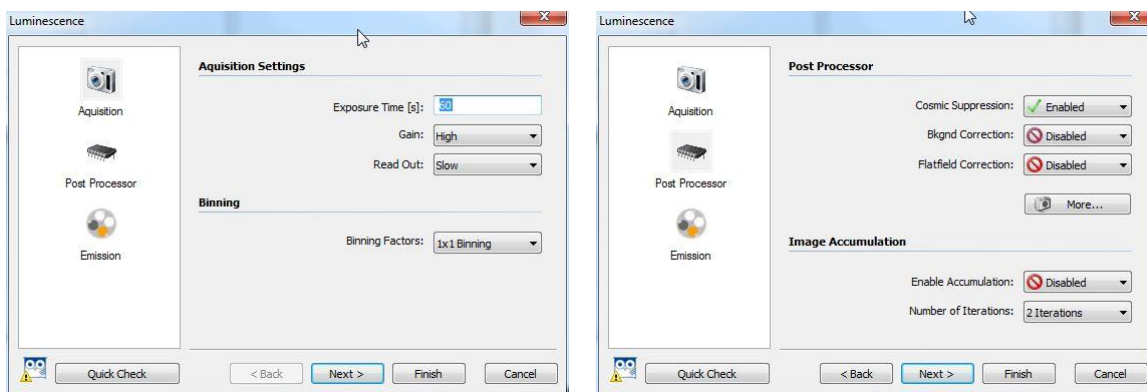 Luminescence
Aquisition
Post Processor
Emission
Aquisition Settings
Exposure Time [s]: 60
Gain: High
Read Out: Slow
Binning
Binning Factors: 1x1 Binning
Quick Check
< Back
Next >
Finish
Cancel
Luminescence
Aquisition
Post Processor
Emission
Post Processor
Cosmic Suppression: Enabled
Bkgnd Correction: Disabled
Flatfield Correction: Disabled
More...
Image Accumulation
Enable Accumulation: Disabled
Number of Iterations: 2 Iterations
Quick Check
< Back
Next >
Finish
Cancel